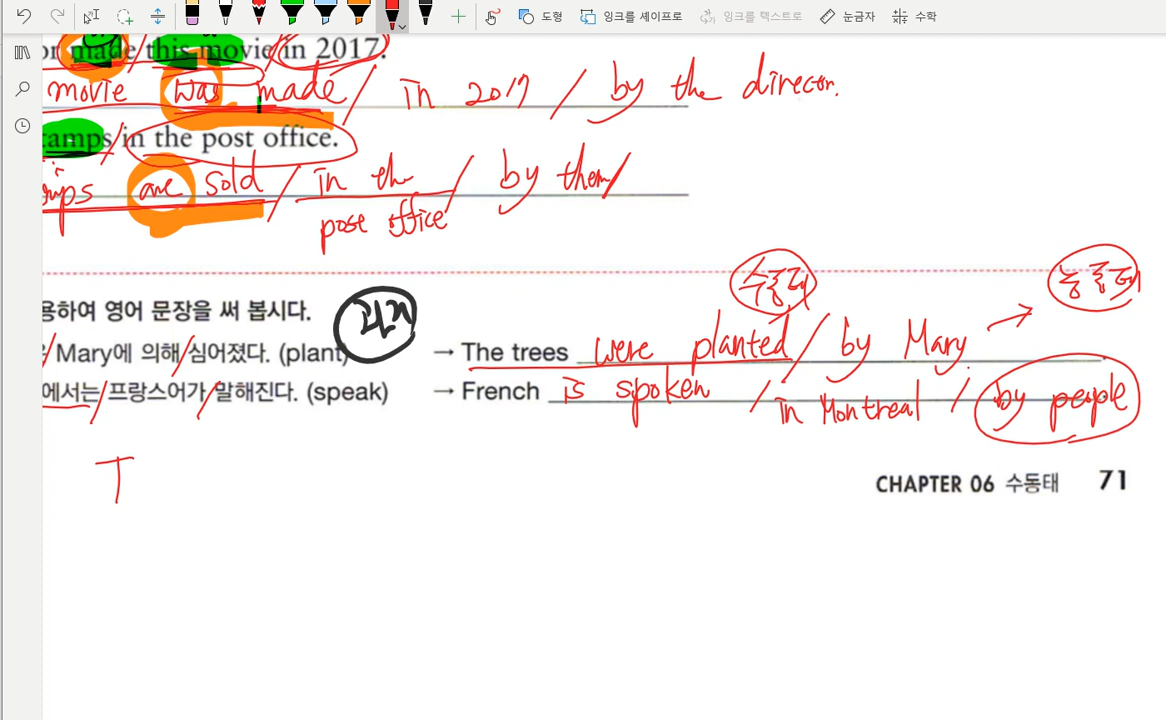 도형 잉크를 셰이프로 잉크를 텍스트로 눈금자 수학
or made / this movie / in 2017.
movie was made / in 2017 / by the director.
tamps / in the post office.
are sold / in the post office / by them /
수동태 능동태
용하여 영어 문장을 써 봅시다. 과거
/ Mary에 의해 / 심어졌다. (plant) → The trees were planted / by Mary. →
에서는 / 프랑스어가 / 말해진다. (speak) → French is spoken / in Montreal / by people
T
CHAPTER 06 수동태 71